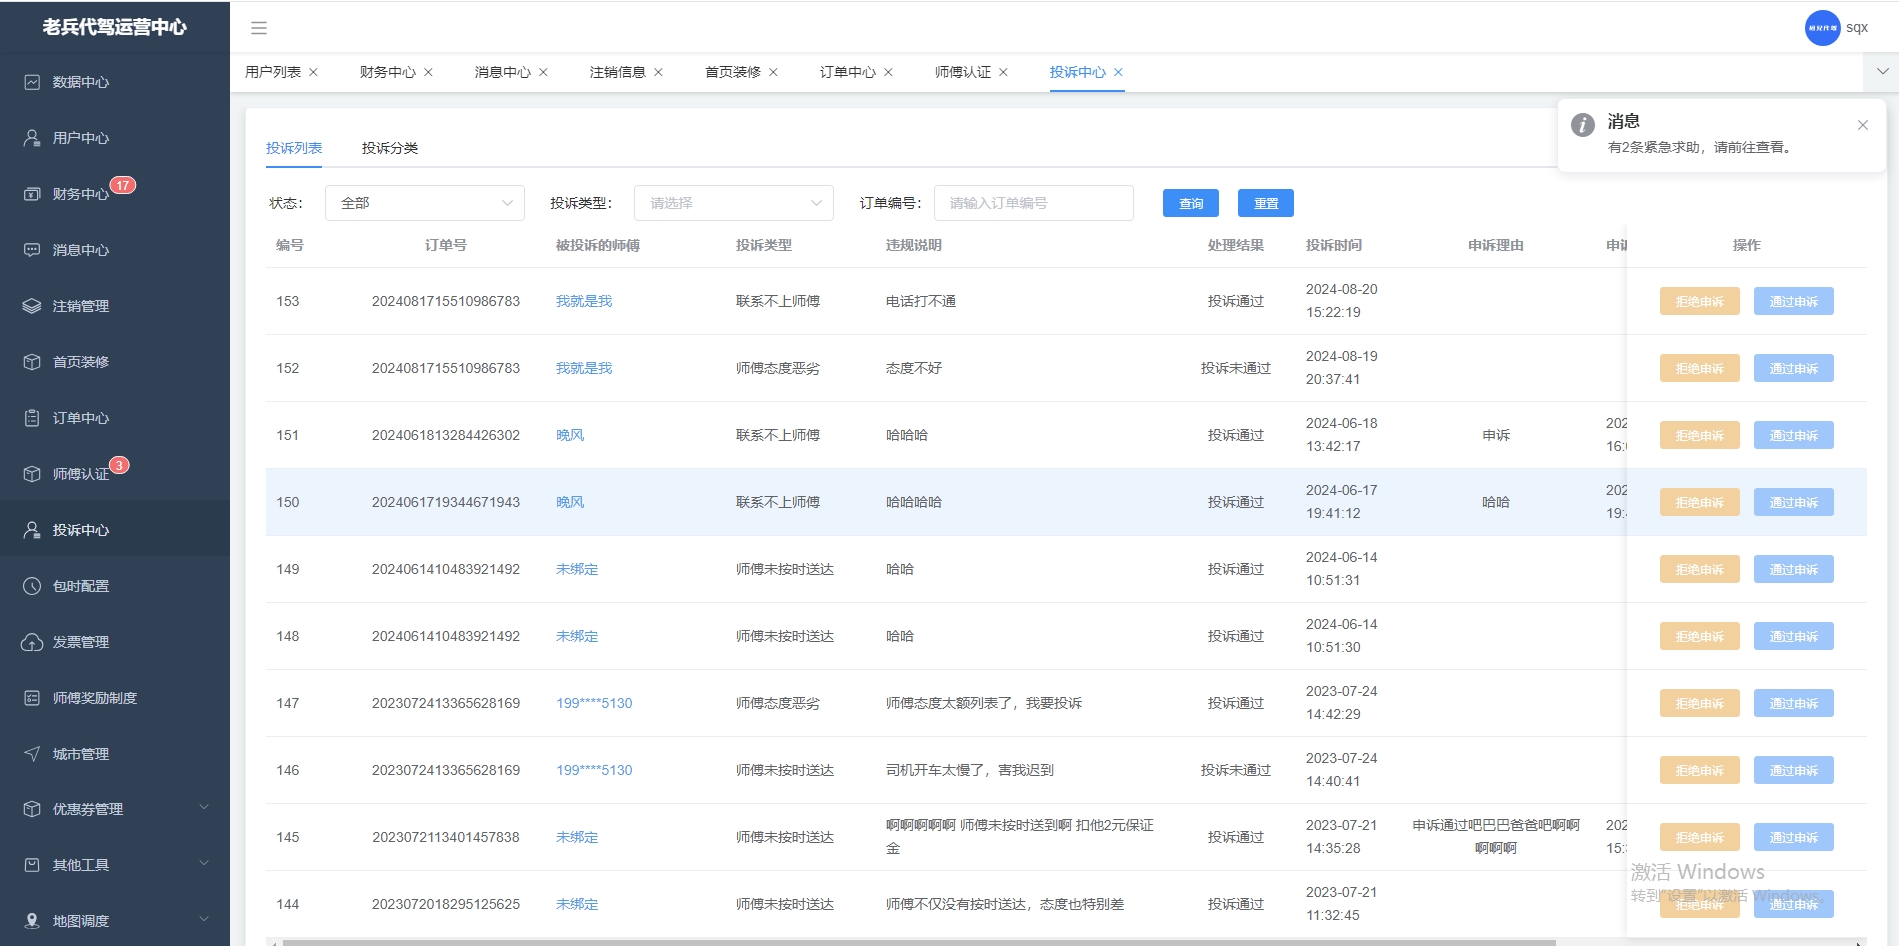 老兵代驾运营中心
sqx
数据中心
用户中心
财务中心 17
消息中心
注销管理
首页装修
订单中心
师傅认证 3
投诉中心
包时配置
发票管理
师傅奖励制度
城市管理
优惠券管理
其他工具
地图调度
用户列表 财务中心 消息中心 注销信息 首页装修 订单中心 师傅认证 投诉中心
消息
有2条紧急求助，请前往查看。
投诉列表 投诉分类
状态： 全部 投诉类型： 请选择 订单编号： 请输入订单编号 查询 重置
编号 订单号 被投诉的师傅 投诉类型 违规说明 处理结果 投诉时间 申诉理由 申诉 操作
153 2024081715510986783 我就是我 联系不上师傅 电话打不通 投诉通过 2024-08-20 15:22:19 拒绝申诉 通过申诉
152 2024081715510986783 我就是我 师傅态度恶劣 态度不好 投诉未通过 2024-08-19 20:37:41 拒绝申诉 通过申诉
151 2024061813284426302 晚风 联系不上师傅 哈哈哈 投诉通过 2024-06-18 13:42:17 申诉 202 16: 拒绝申诉 通过申诉
150 2024061719344671943 晚风 联系不上师傅 哈哈哈哈 投诉通过 2024-06-17 19:41:12 哈哈 202 19: 拒绝申诉 通过申诉
149 2024061410483921492 未绑定 师傅未按时送达 哈哈 投诉通过 2024-06-14 10:51:31 拒绝申诉 通过申诉
148 2024061410483921492 未绑定 师傅未按时送达 哈哈 投诉通过 2024-06-14 10:51:30 拒绝申诉 通过申诉
147 2023072413365628169 199****5130 师傅态度恶劣 师傅态度太额列表了，我要投诉 投诉通过 2023-07-24 14:42:29 拒绝申诉 通过申诉
146 2023072413365628169 199****5130 师傅未按时送达 司机开车太慢了，害我迟到 投诉未通过 2023-07-24 14:40:41 拒绝申诉 通过申诉
145 2023072113401457838 未绑定 师傅未按时送达 啊啊啊啊啊 师傅未按时送到啊 扣他2元保证金 投诉通过 2023-07-21 14:35:28 申诉通过吧巴巴爸爸吧啊啊啊啊啊 202 15: 拒绝申诉 通过申诉
144 2023072018295125625 未绑定 师傅未按时送达 师傅不仅没有按时送达，态度也特别差 投诉通过 2023-07-21 11:32:45 拒绝申诉 通过申诉
激活 Windows
转到"设置"以激活 Windows。